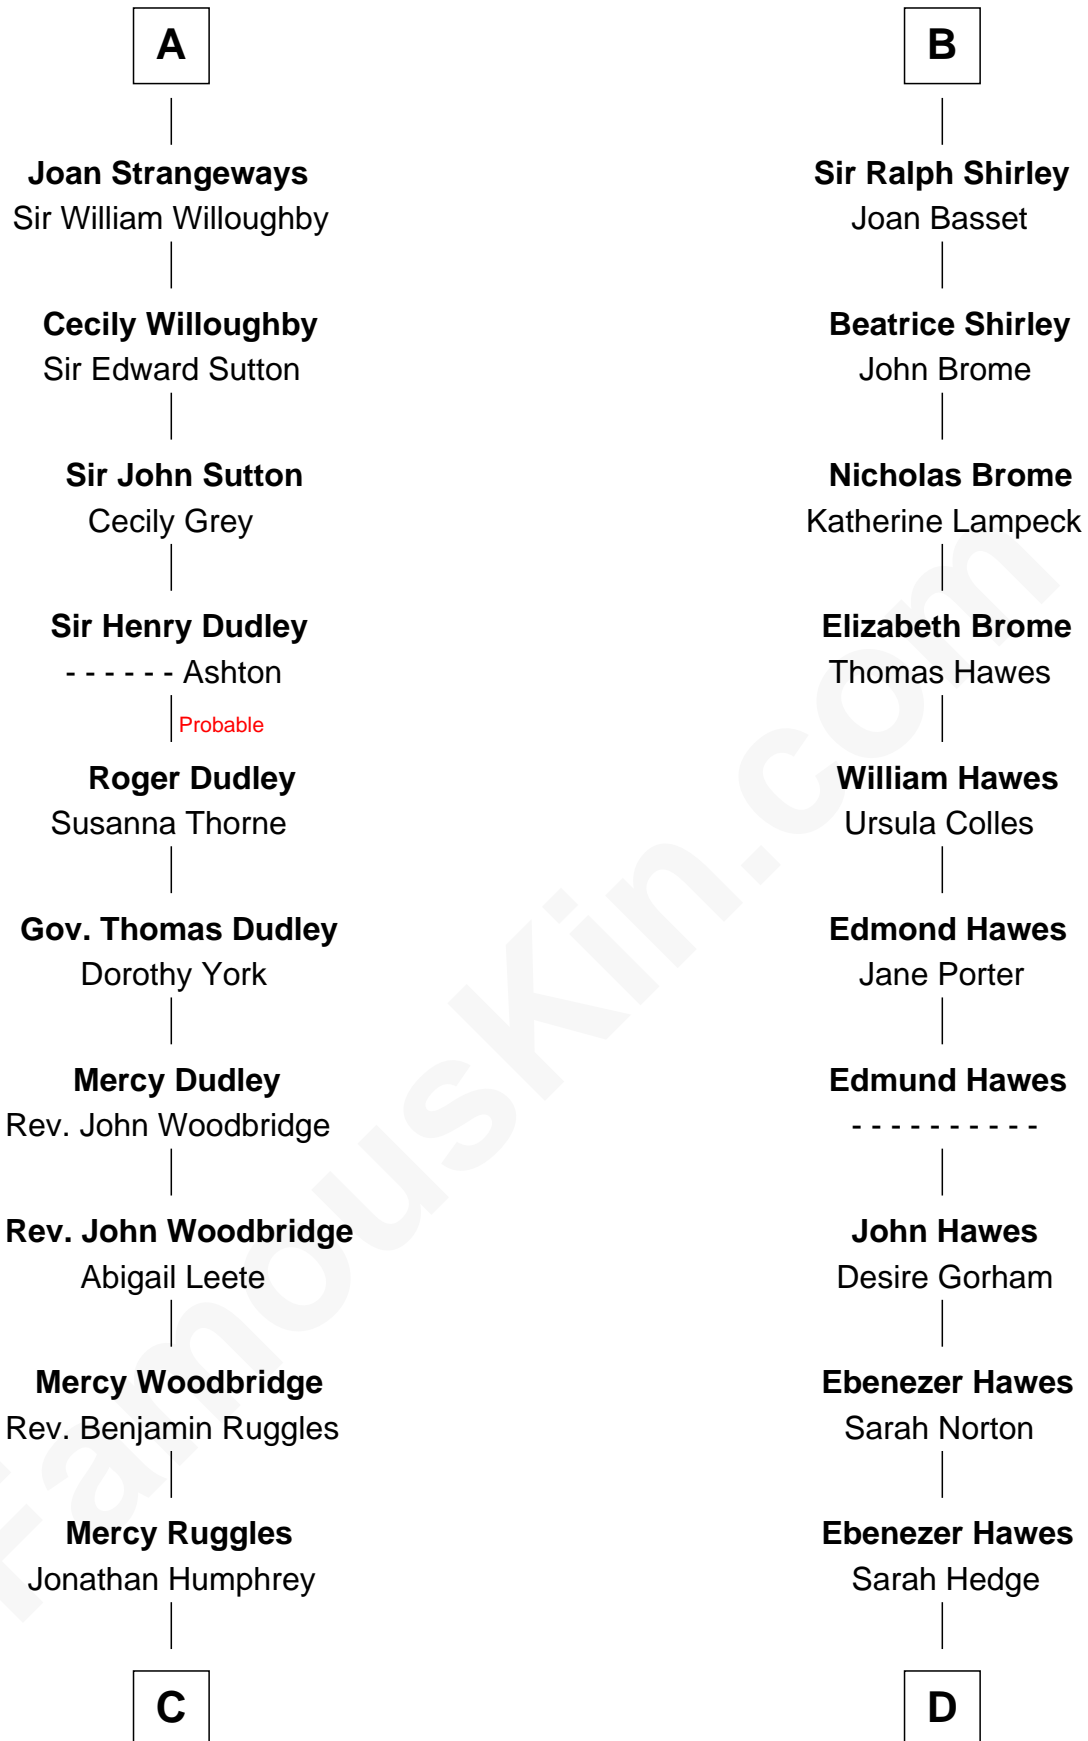 A
Joan Strangeways
Sir William Willoughby
Cecily Willoughby
Sir Edward Sutton
Sir John Sutton
Cecily Grey
Sir Henry Dudley
- - - - - - Ashton
Probable
Roger Dudley
Susanna Thorne
Gov. Thomas Dudley
Dorothy York
Mercy Dudley
Rev. John Woodbridge
Rev. John Woodbridge
Abigail Leete
Mercy Woodbridge
Rev. Benjamin Ruggles
Mercy Ruggles
Jonathan Humphrey
C
B
Sir Ralph Shirley
Joan Basset
Beatrice Shirley
John Brome
Nicholas Brome
Katherine Lampeck
Elizabeth Brome
Thomas Hawes
William Hawes
Ursula Colles
Edmond Hawes
Jane Porter
Edmund Hawes
- - - - - - - - - -
John Hawes
Desire Gorham
Ebenezer Hawes
Sarah Norton
Ebenezer Hawes
Sarah Hedge
D
FamousKin.com